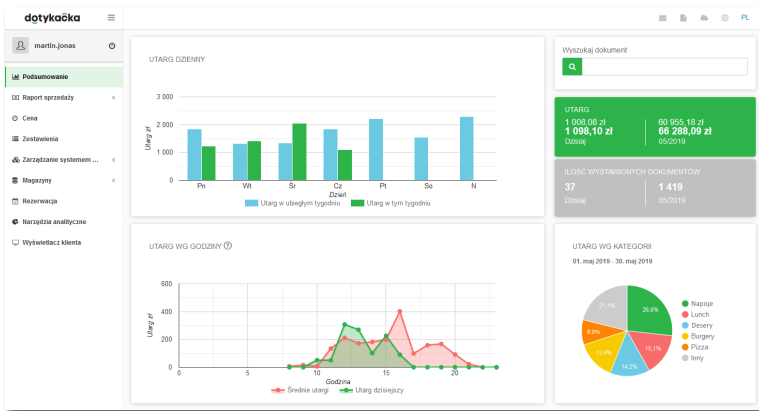 dotykačka
PL
martin.jonas
Podsumowanie
Raport sprzedaży
Cena
Zestawienia
Zarządzanie systemem ...
Magazyny
Rezerwacja
Narzędzia analityczne
Wyświetlacz klienta
UTARG DZIENNY
3 000
2 000
1 000
0
Utarg zł
Pn Wt Śr Cz Pt So N
Dzień
Utarg w ubiegłym tygodniu Utarg w tym tygodniu
Wyszukaj dokument
UTARG
1 008,08 zł 60 955,18 zł
1 098,10 zł 66 288,09 zł
Dzisiaj 05/2019
ILOŚĆ WYSTAWIONYCH DOKUMENTÓW
37 1 419
Dzisiaj 05/2019
UTARG WG GODZINY
600
400
200
0
Utarg zł
0 5 10 15 20
Godzina
Średnie utargi Utarg dzisiejszy
UTARG WG KATEGORII
01. maj 2019 - 30. maj 2019
26,0%
15,1%
14,2%
13,9%
21,1%
Napoje
Lunch
Desery
Burgery
Pizza
Inny